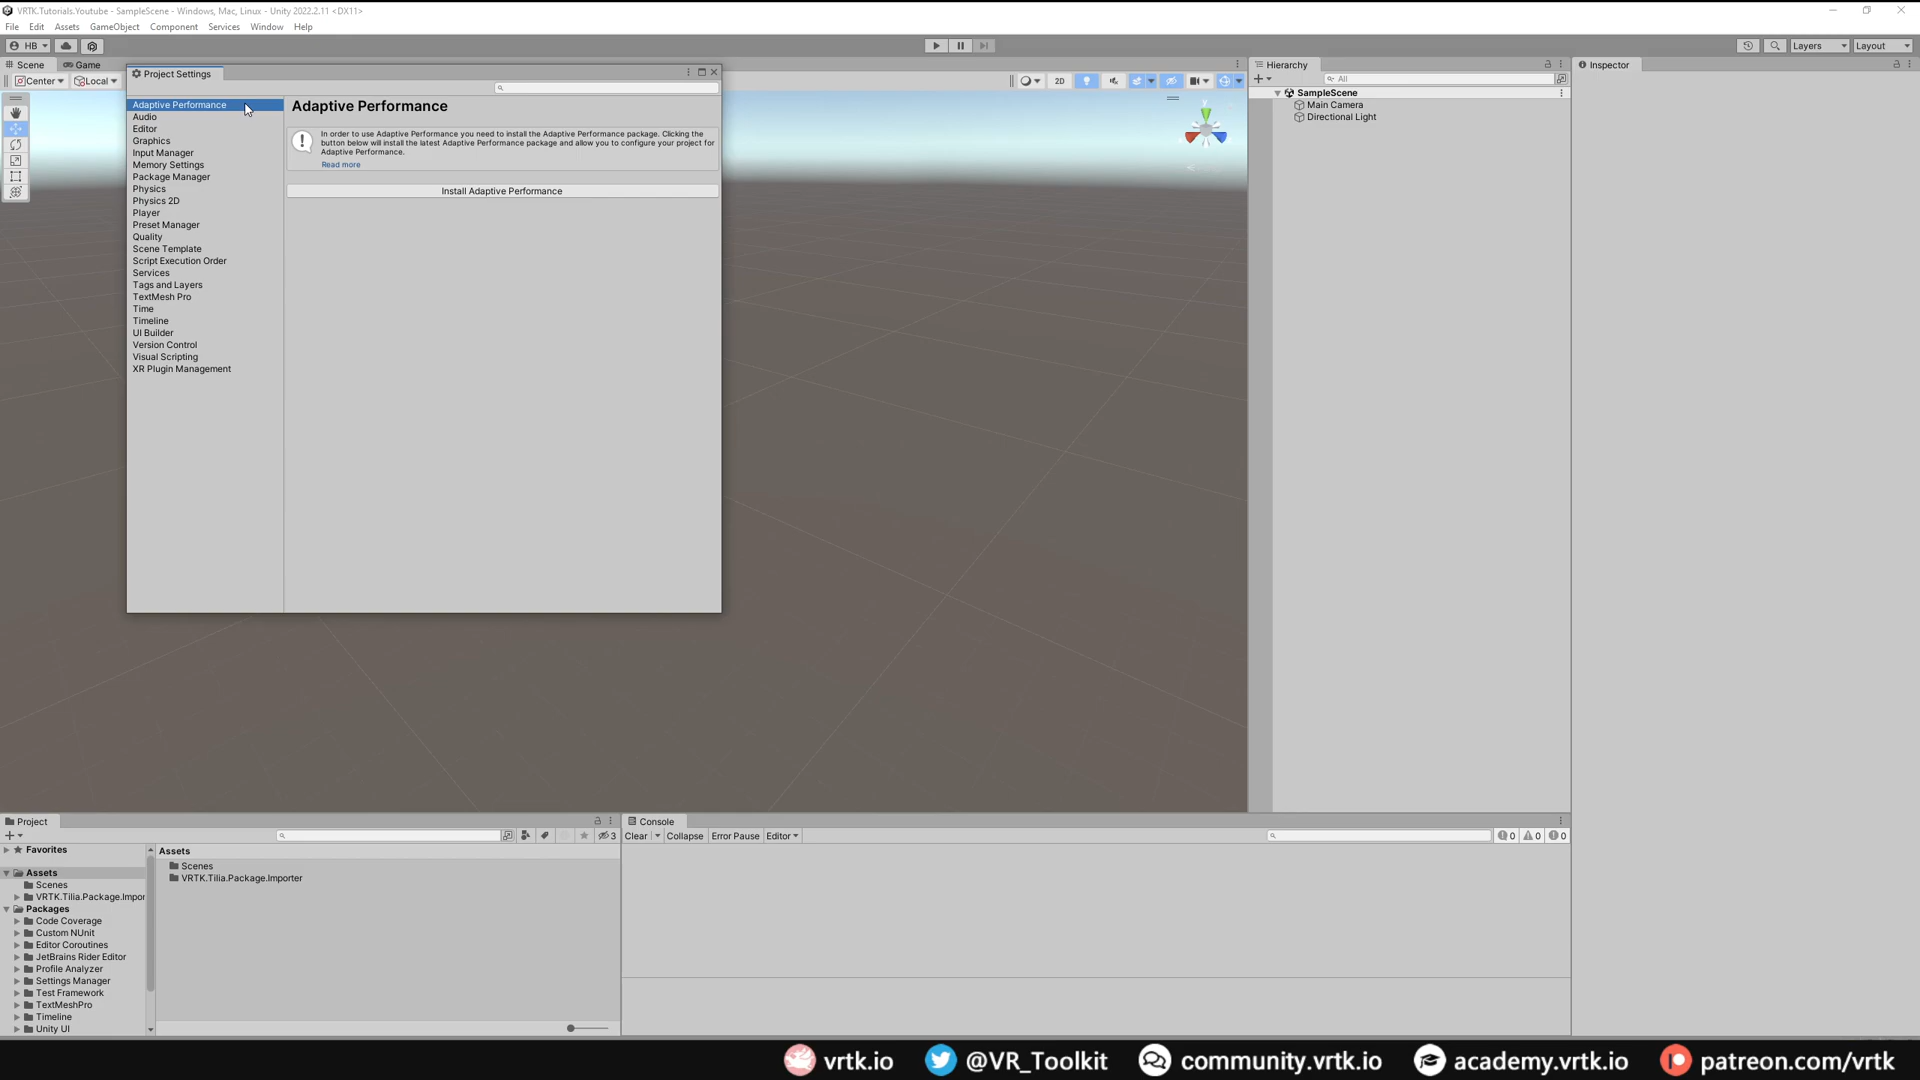 VRTK.Tutorials.Youtube - SampleScene - Windows, Mac, Linux - Unity 2022.2.11 <DX11>
File Edit Assets GameObject Component Services Window Help
HB Layers Layout
Scene Game
Center Local 2D
Project Settings
Adaptive Performance
Audio
Editor
Graphics
Input Manager
Memory Settings
Package Manager
Physics
Physics 2D
Player
Preset Manager
Quality
Scene Template
Script Execution Order
Services
Tags and Layers
TextMesh Pro
Time
Timeline
UI Builder
Version Control
Visual Scripting
XR Plugin Management
Adaptive Performance
In order to use Adaptive Performance you need to install the Adaptive Performance package. Clicking the
button below will install the latest Adaptive Performance package and allow you to configure your project for
Adaptive Performance.
Read more
Install Adaptive Performance
Hierarchy
All
SampleScene
Main Camera
Directional Light
Inspector
Project
3
Favorites
Assets
Scenes
VRTK.Tilia.Package.Impor
Packages
Code Coverage
Custom NUnit
Editor Coroutines
JetBrains Rider Editor
Profile Analyzer
Settings Manager
Test Framework
TextMeshPro
Timeline
Unity UI
Assets
Scenes
VRTK.Tilia.Package.Importer
Console
Clear Collapse Error Pause Editor 0 0 0
vrtk.io @VR_Toolkit community.vrtk.io academy.vrtk.io patreon.com/vrtk